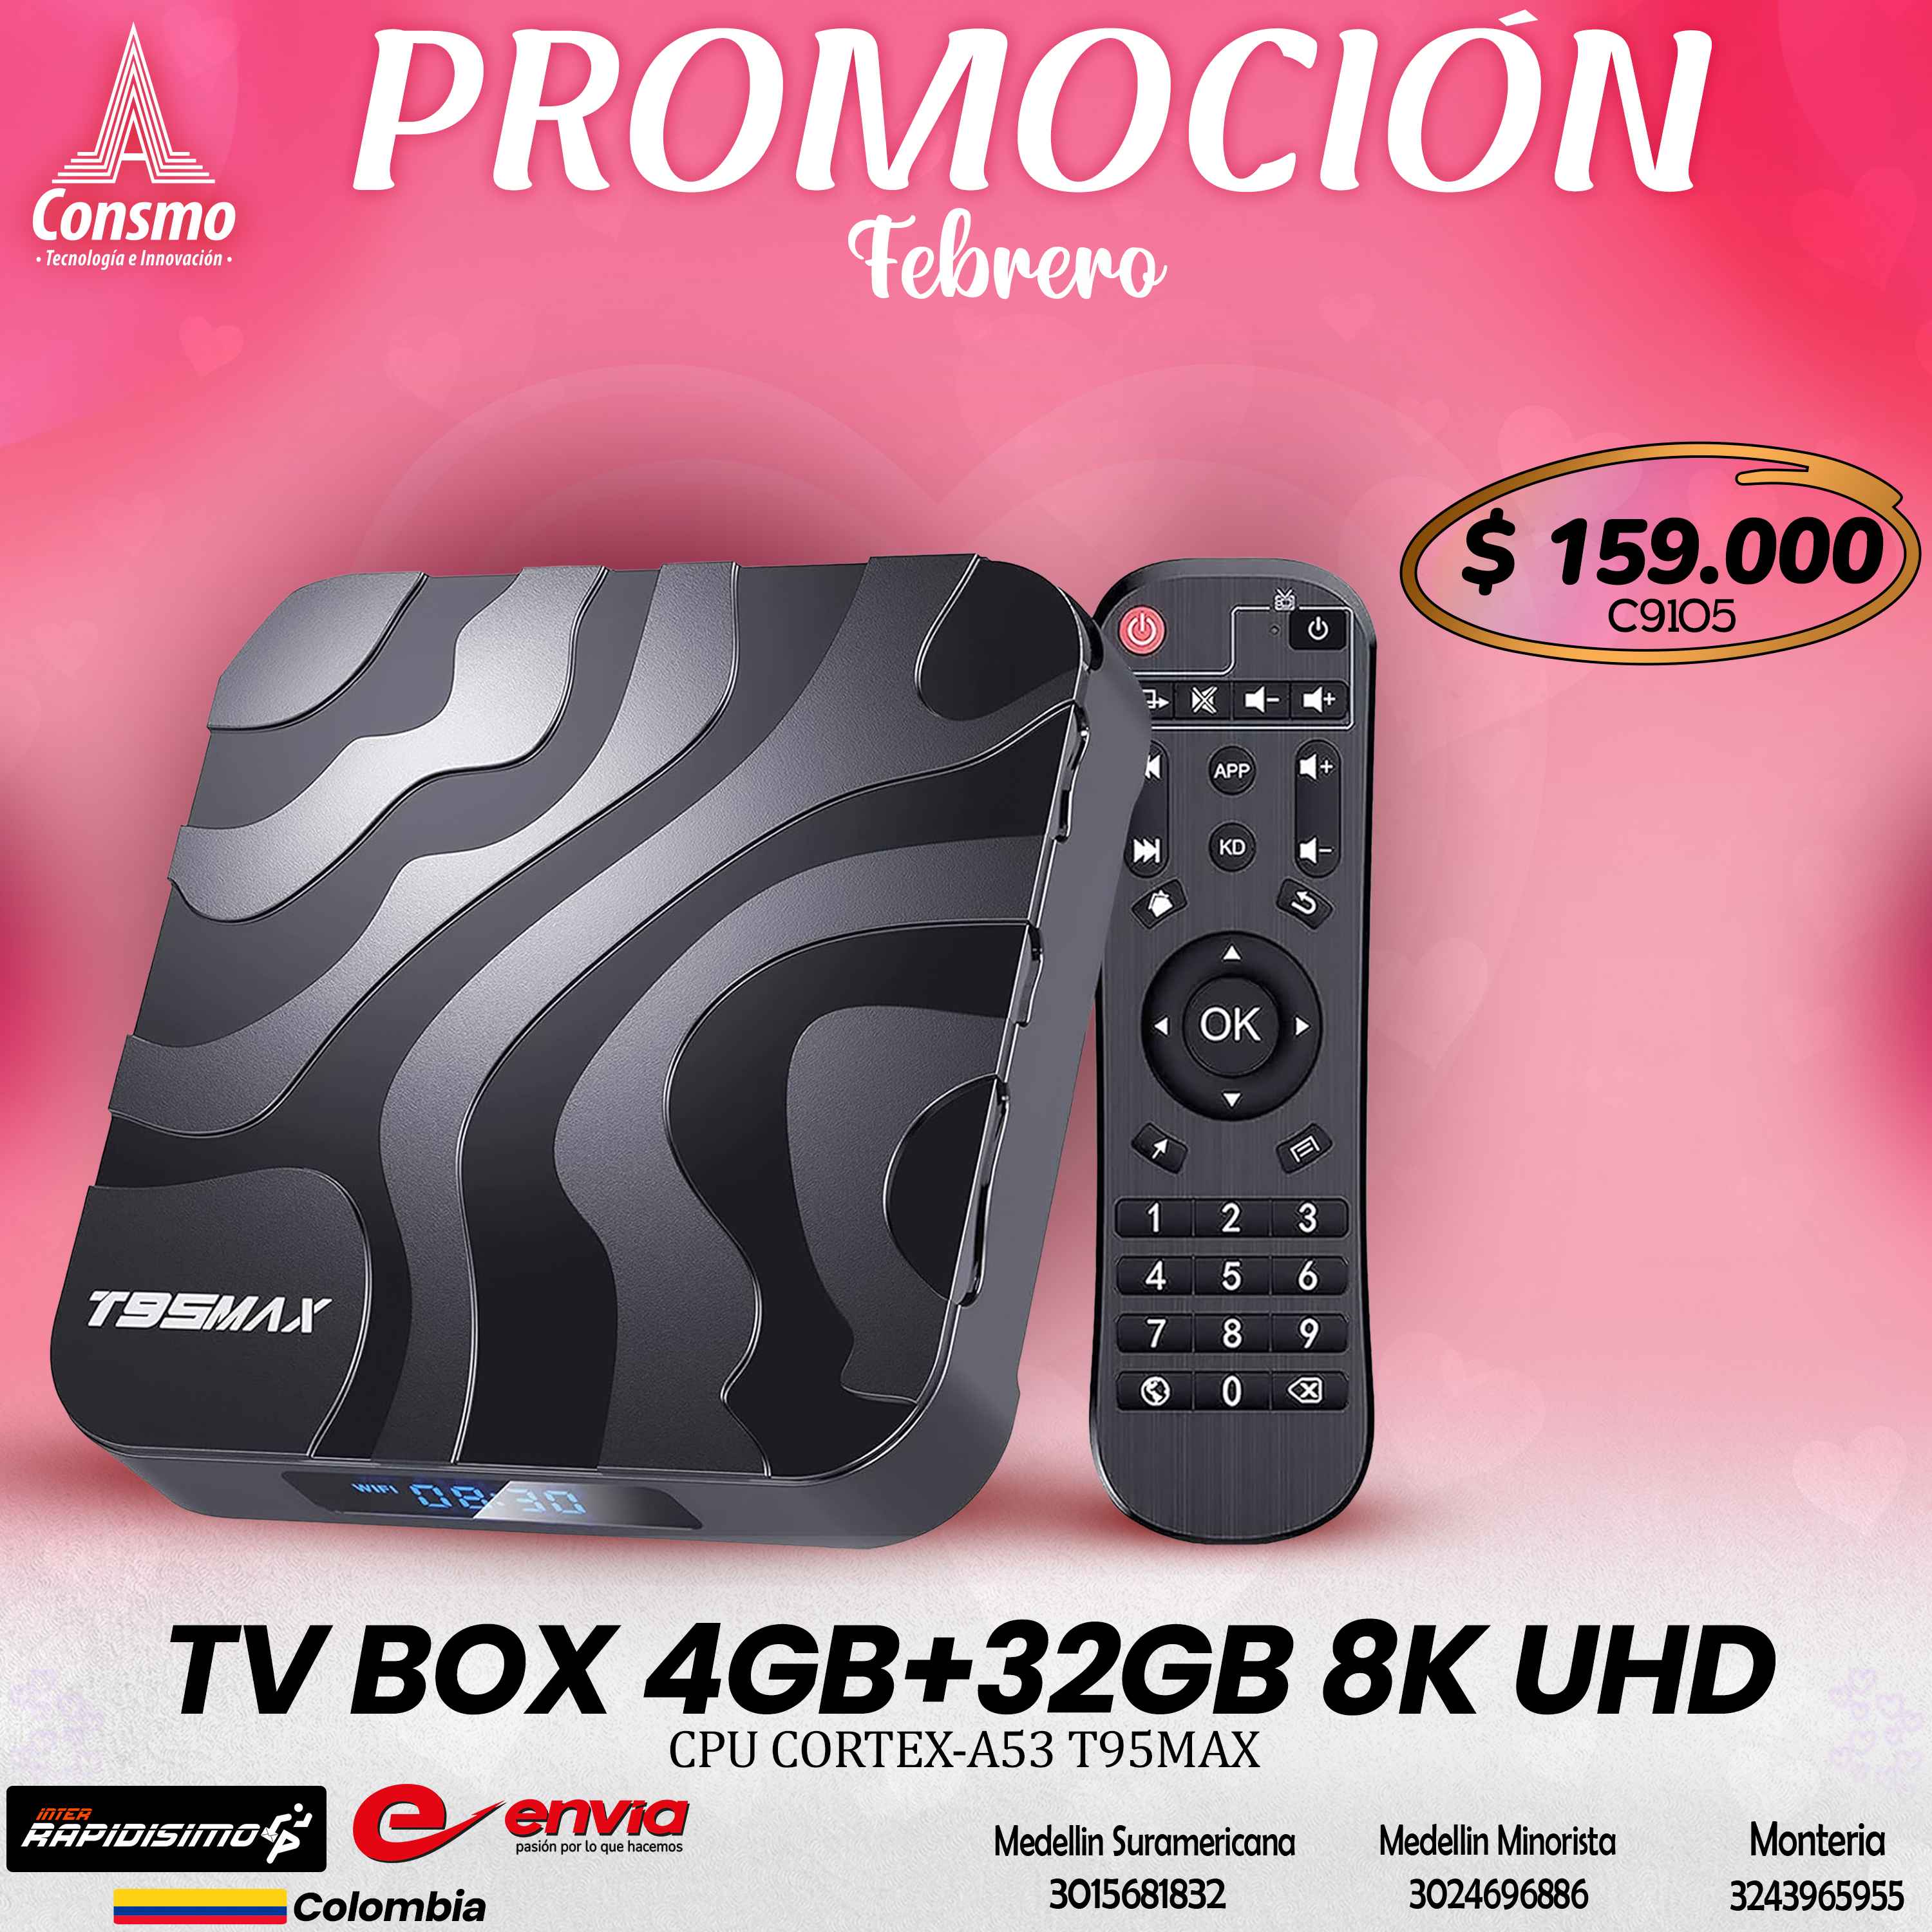 PROMOCIÓN
Febrero
A
Consmo
• Tecnología e Innovación •
$ 159.000
C9105
APP
KD
OK
1 2 3
4 5 6
7 8 9
0
T95MAX
WIFI 08:30
TV BOX 4GB+32GB 8K UHD
CPU CORTEX-A53 T95MAX
INTER
RAPIDISIMO
e envía
pasión por lo que hacemos
Colombia
Medellin Suramericana
3015681832
Medellin Minorista
3024696886
Monteria
3243965955